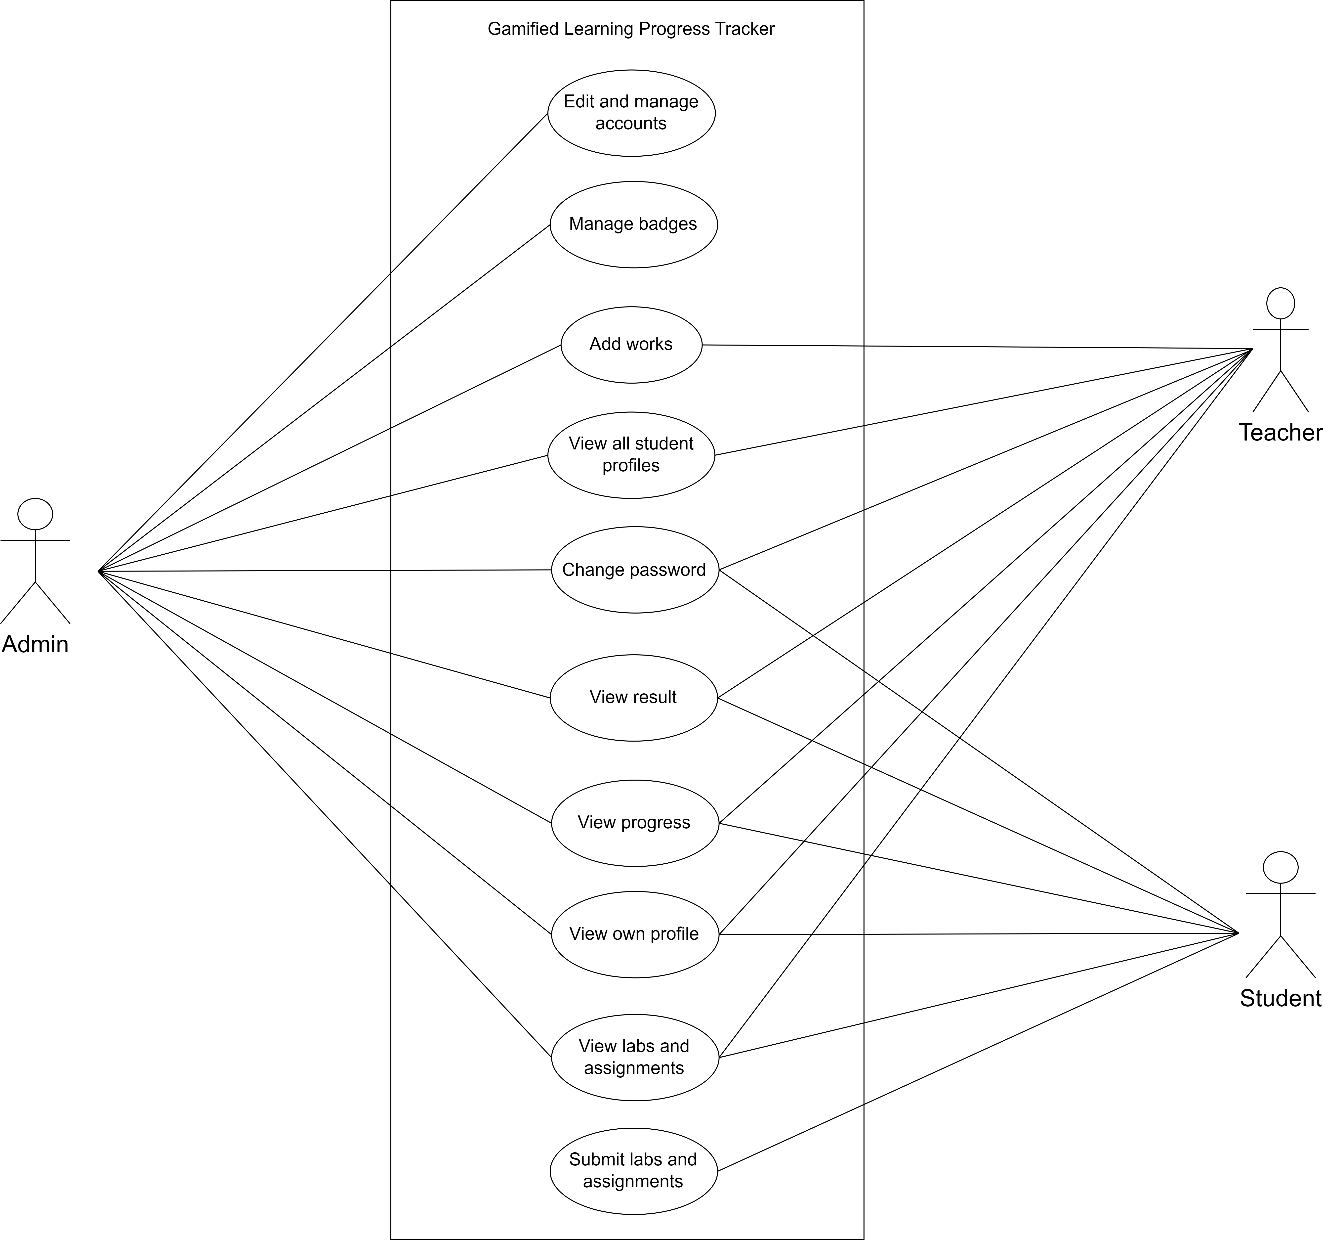 Gamified Learning Progress Tracker
Edit and manage
accounts
Manage badges
Add works
View all student
profiles
Teacher
Change password
Admin
View result
View progress
View own profile
Student
View labs and
assignments
Submit labs and
assignments